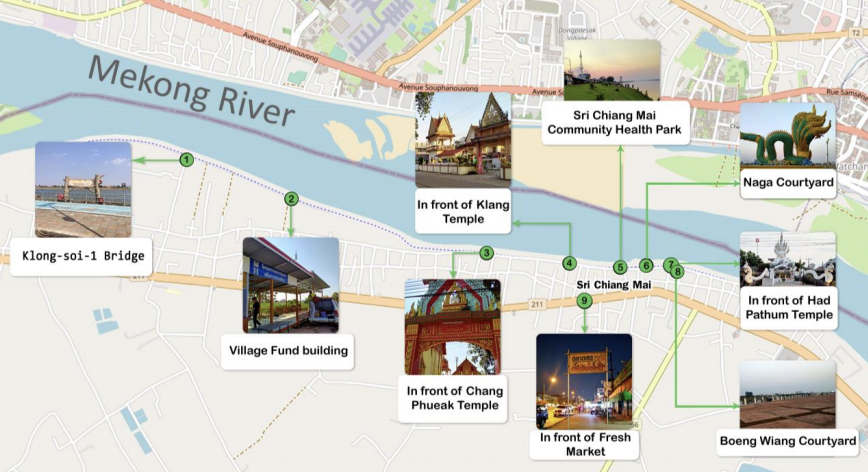 Dongpaesok
Village
T2
Avenue Souphanouvong
Avenue Souphanouvong
Mekong River
Sri Chiang Mai
Community Health Park
Naga Courtyard
In front of Klang
Temple
1
Klong-soi-1 Bridge
2
Village Fund building
3
In front of Chang
Phueak Temple
4
5
6
7
8
Sri Chiang Mai
9
211
211
In front of Had
Pathum Temple
In front of Fresh
Market
Boeng Wiang Courtyard